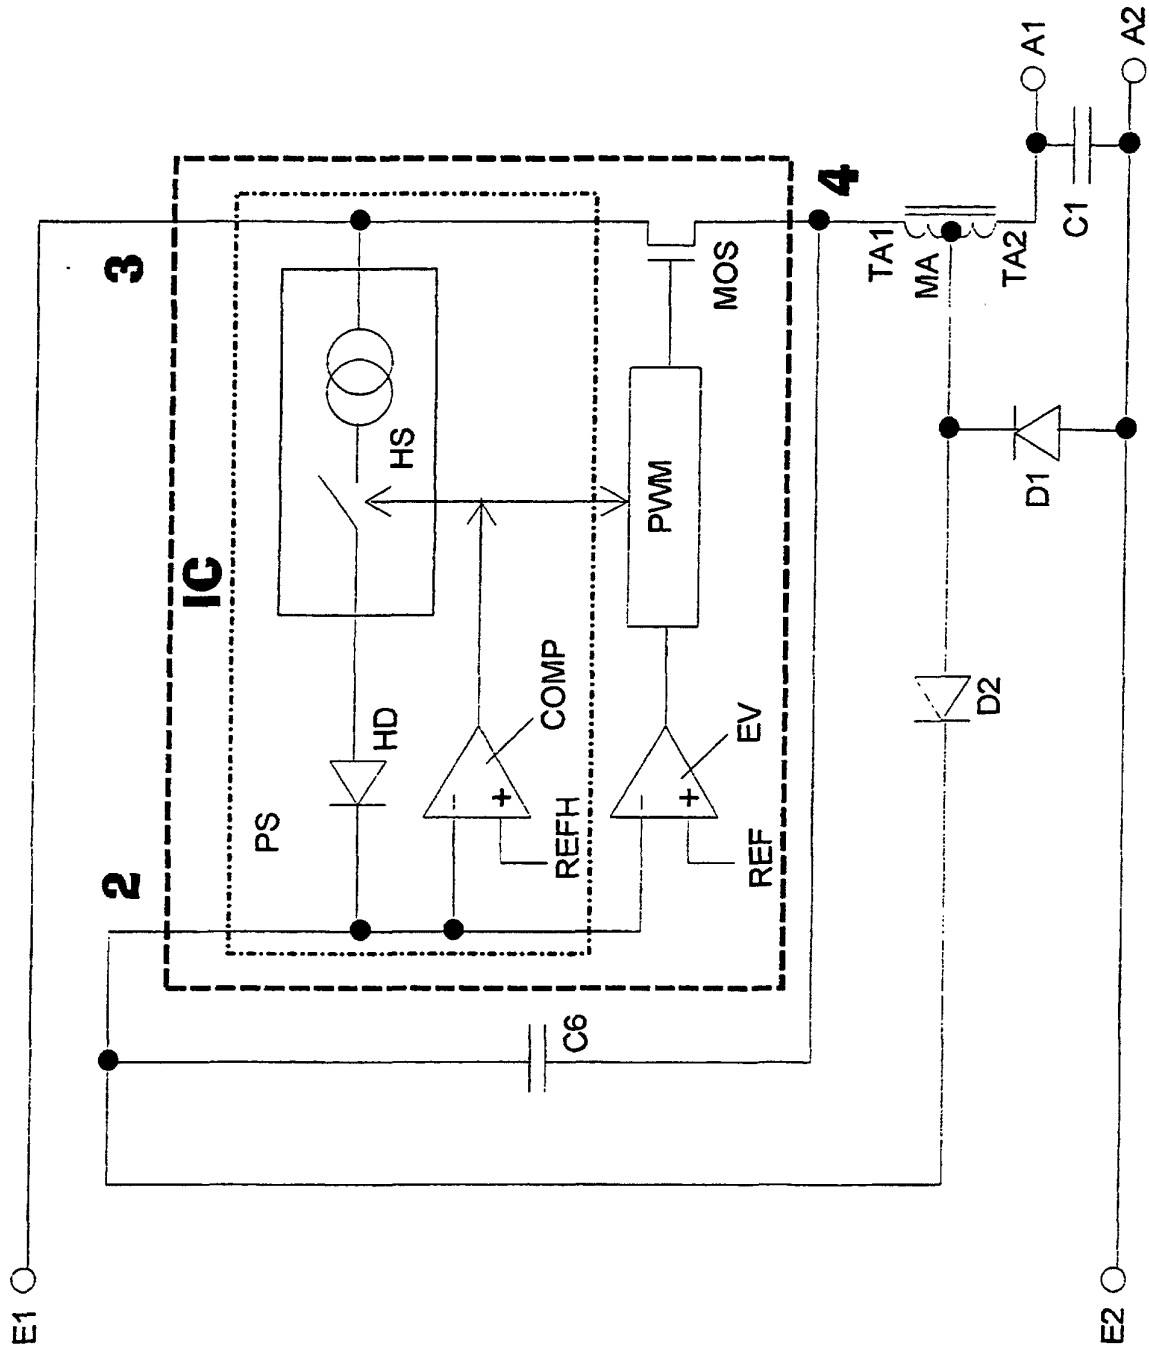 E1
E2
2
3
IC
PS
HD
HS
COMP
REFH
EV
REF
PWM
MOS
4
C6
TA1
MA
TA2
D2
D1
C1
A1
A2
-
+
-
+